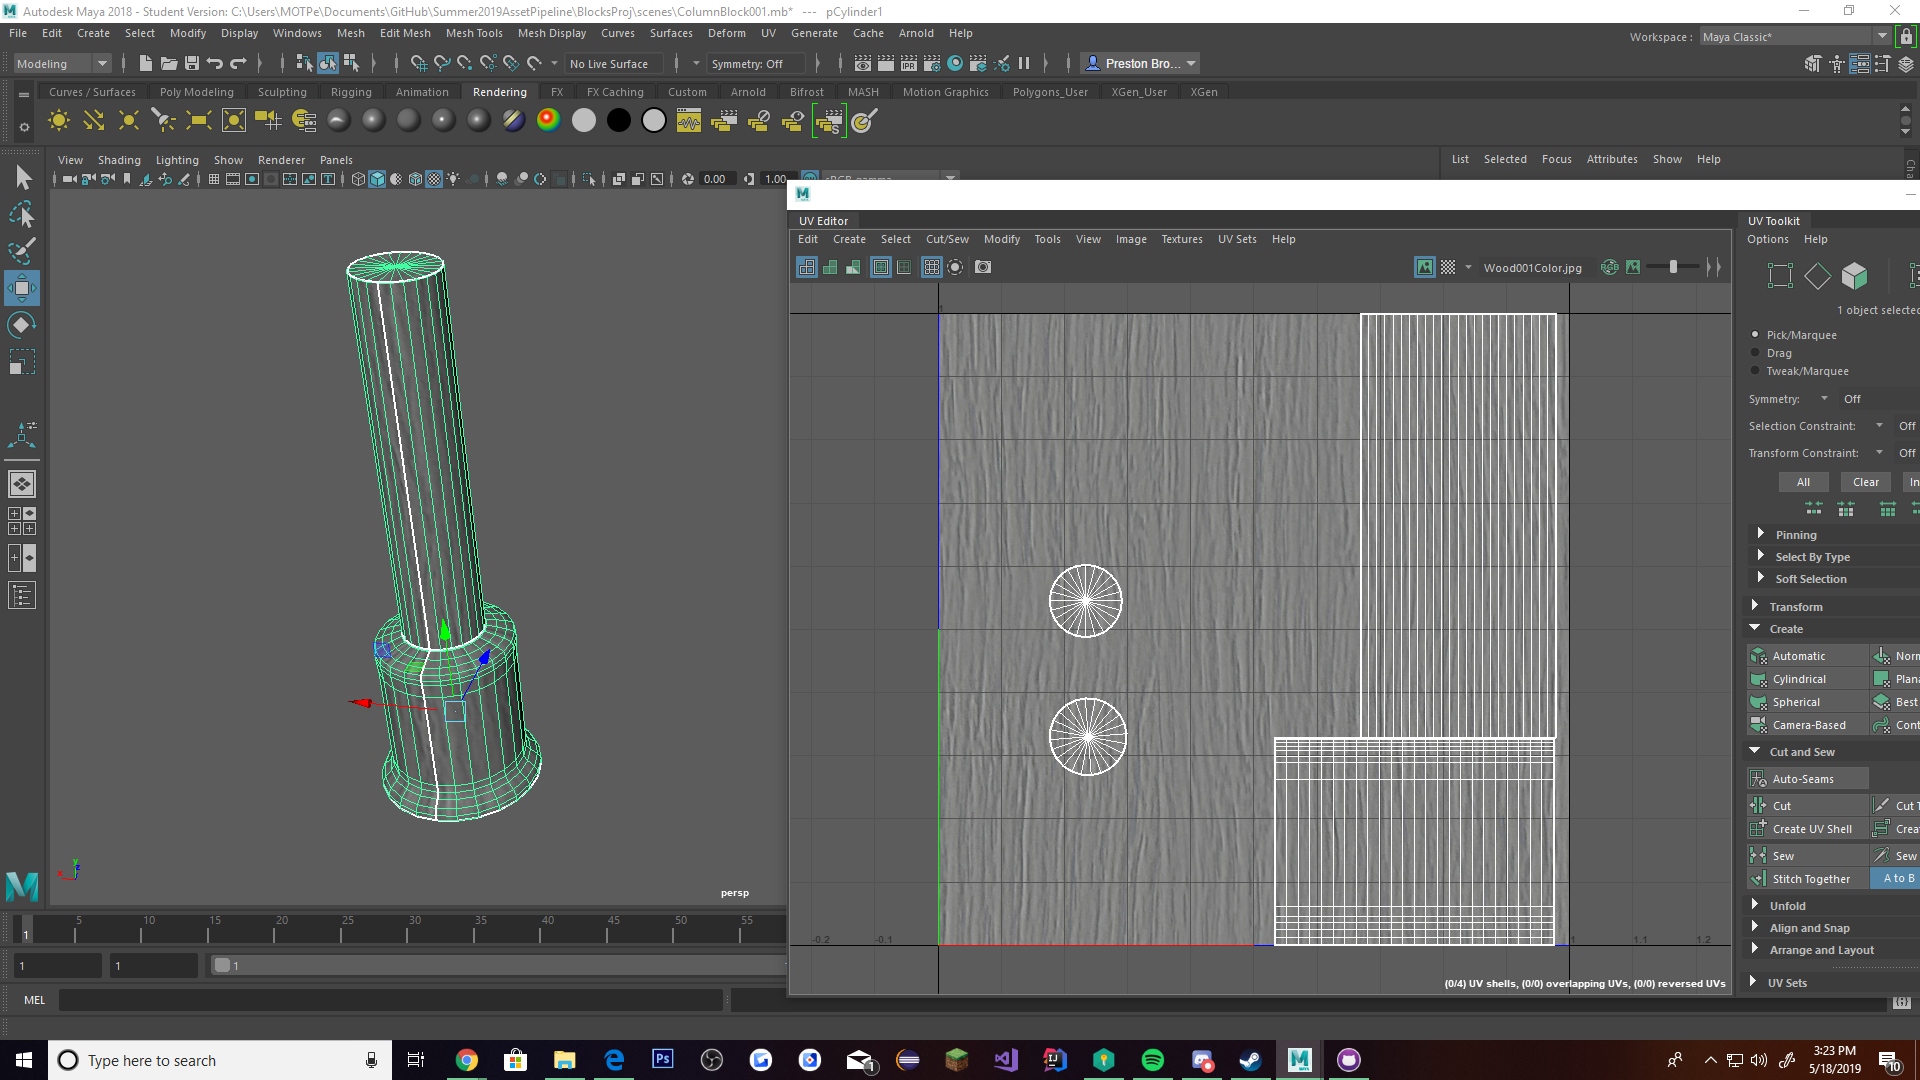 Autodesk Maya 2018 - Student Version: C:\Users\MOTPe\Documents\GitHub\Summer2019AssetPipeline\BlocksProj\scenes\ColumnBlock001.mb* --- pCylinder1
File Edit Create Select Modify Display Windows Mesh Edit Mesh Mesh Tools Mesh Display Curves Surfaces Deform UV Generate Cache Arnold Help
Workspace : Maya Classic*
Modeling No Live Surface Symmetry: Off Preston Bro...
Curves / Surfaces Poly Modeling Sculpting Rigging Animation Rendering FX FX Caching Custom Arnold Bifrost MASH Motion Graphics Polygons_User XGen_User XGen
View Shading Lighting Show Renderer Panels
List Selected Focus Attributes Show Help
0.00 1.00
UV Editor
UV Toolkit
Edit Create Select Cut/Sew Modify Tools View Image Textures UV Sets Help
Options Help
Wood001Color.jpg
1 object selected
Pick/Marquee
Drag
Tweak/Marquee
Symmetry: Off
Selection Constraint: Off
Transform Constraint: Off
All Clear In
Pinning
Select By Type
Soft Selection
Transform
Create
Automatic Norm
Cylindrical Plana
Spherical Best
Camera-Based Cont
Cut and Sew
Auto-Seams
Cut Cut T
Create UV Shell Crea
Sew Sew
Stitch Together A to B
Unfold
Align and Snap
Arrange and Layout
UV Sets
1
-0.2 -0.1 1 1.1 1.2
(0/4) UV shells, (0/0) overlapping UVs, (0/0) reversed UVs
persp
y
x
z
5 10 15 20 25 30 35 40 45 50 55
1
1 1 1
MEL
Type here to search
Ps
1
3:23 PM
5/18/2019
10